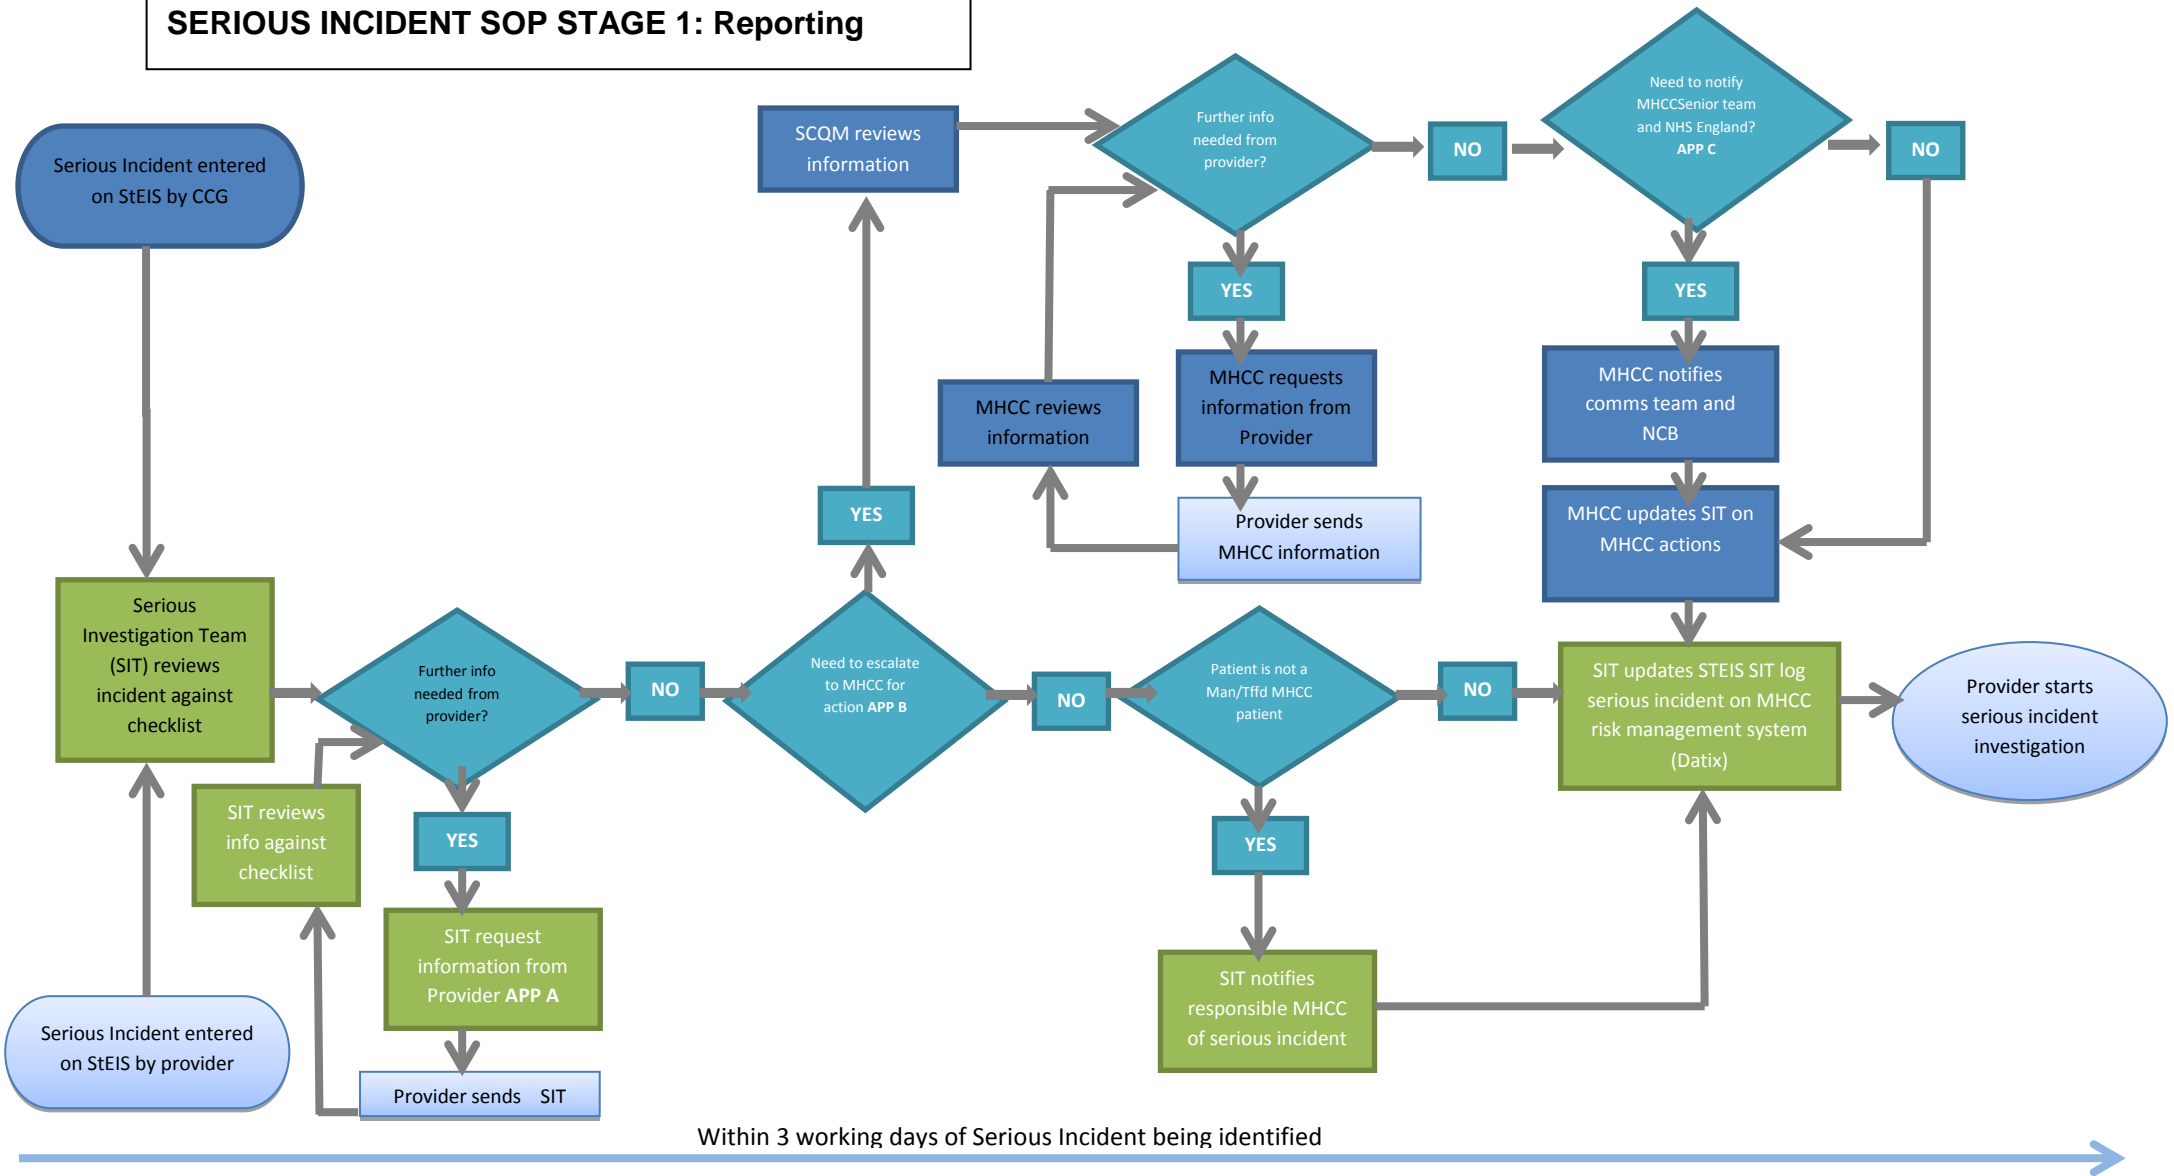 SERIOUS INCIDENT SOP STAGE 1: Reporting
Serious Incident entered
on StEIS by CCG
Serious
Investigation Team
(SIT) reviews
incident against
checklist
Serious Incident entered
on StEIS by provider
Further info
needed from
provider?
YES
SIT request
information from
Provider APP A
Provider sends SIT
SIT reviews
info against
checklist
NO
Need to escalate
to MHCC for
action APP B
YES
SCQM reviews
information
Further info
needed from
provider?
YES
MHCC requests
information from
Provider
Provider sends
MHCC information
MHCC reviews
information
NO
Need to notify
MHCCSenior team
and NHS England?
APP C
YES
MHCC notifies
comms team and
NCB
MHCC updates SIT on
MHCC actions
NO
NO
Patient is not a
Man/Tffd MHCC
patient
YES
SIT notifies
responsible MHCC
of serious incident
NO
SIT updates STEIS SIT log
serious incident on MHCC
risk management system
(Datix)
Provider starts
serious incident
investigation
Within 3 working days of Serious Incident being identified